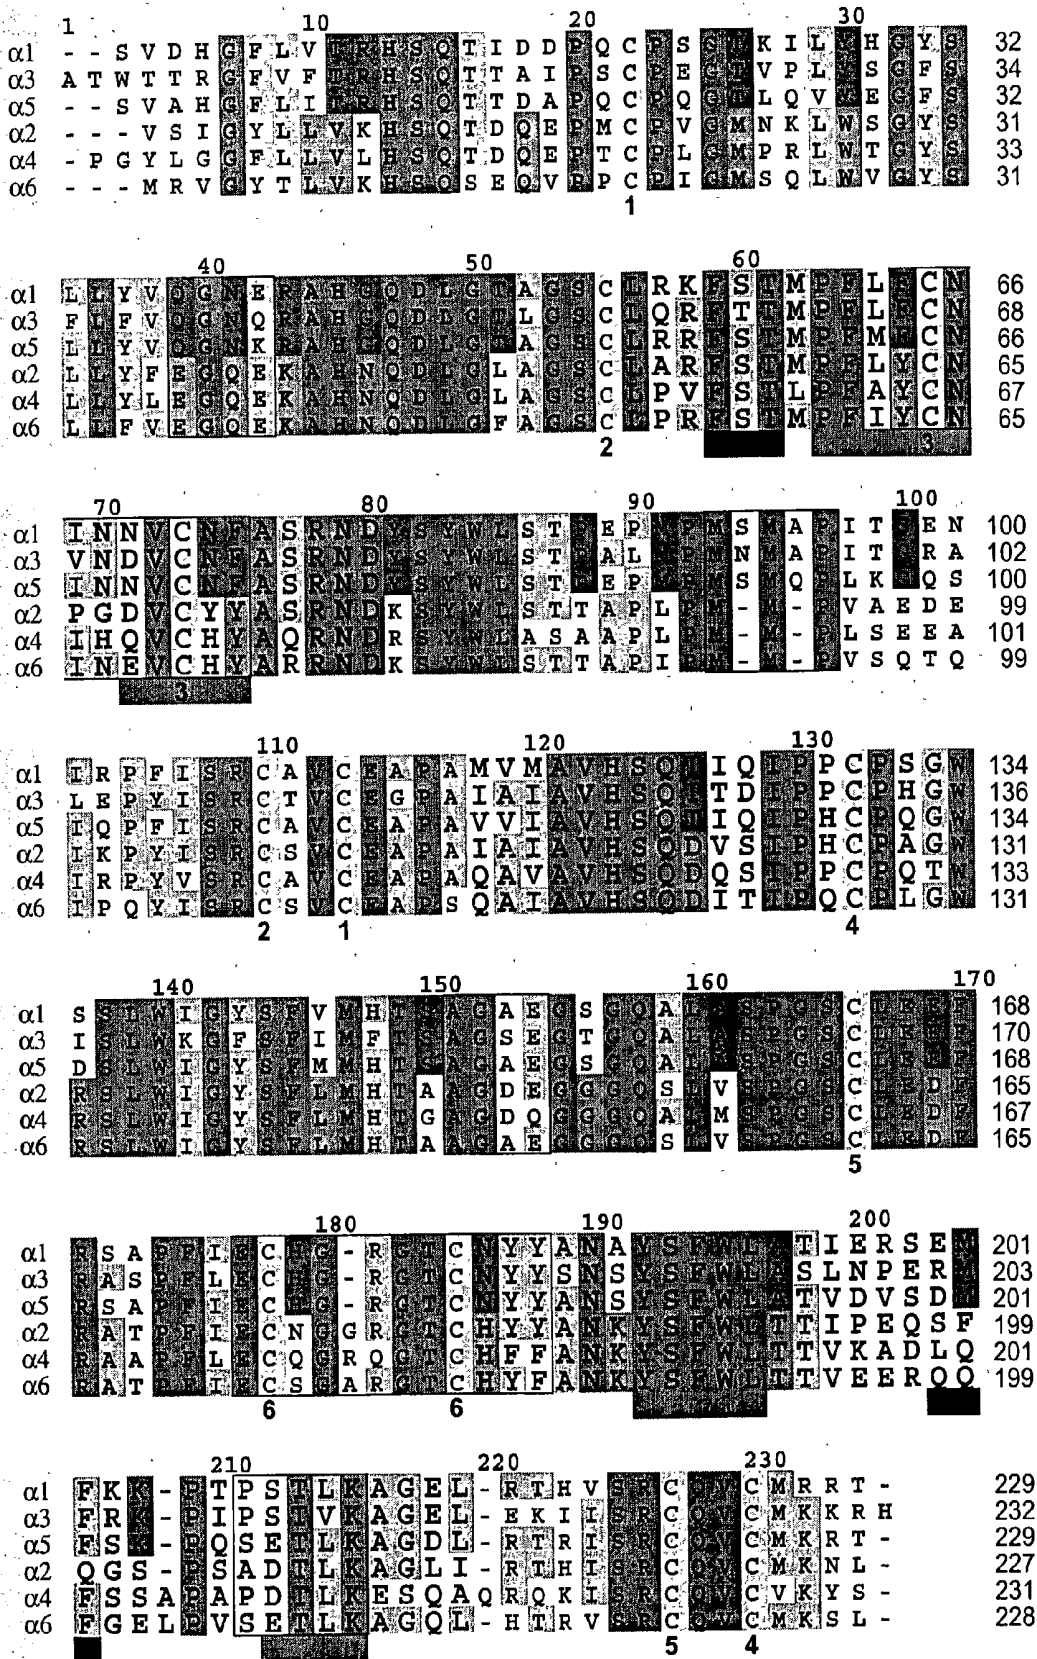 1 10 20 30
α1 - - S V D H G F L V T R H S Q T I D D P Q C P S G T K I L Y H G Y S 32
α3 A T W T T R G F V F T R H S Q T T A I P S C P E G T V P L Y S G F S 34
α5 - - S V A H G F L I T R H S Q T T D A P Q C P Q G T L Q V Y E G F S 32
α2 - - - V S I G Y L L V K H S Q T D Q E P M C P V G M N K L W S G Y S 31
α4 - P G Y L G G F L L V L H S Q T D Q E P T C P L G M P R L W T G Y S 33
α6 - - - M R V G Y T L V K H S Q S E Q V P P C P I G M S Q L W V G Y S 31
1
40 50 60
α1 L L Y V Q G N E R A H G Q D L G T A G S C L R K F S T M P F L F C N 66
α3 F L F V Q G N Q R A H G Q D L G T L G S C L Q R F T T M P F L F C N 68
α5 L L Y V Q G N K R A H G Q D L G T A G S C L R R F S T M P F M F C N 66
α2 L L Y F E G Q E K A H N Q D L G L A G S C L A R F S T M P F L Y C N 65
α4 L L Y L E G Q E K A H N Q D L G L A G S C L P V F S T L P F A Y C N 67
α6 L L F V E G Q E K A H N Q D L G F A G S C L P R F S T M P F I Y C N 65
2 3
70 80 90 100
α1 I N N V C N F A S R N D Y S Y W L S T P E P M P M S M A P I T G E N 100
α3 V N D V C N F A S R N D Y S Y W L S T P A L M P M N M A P I T G R A 102
α5 I N N V C N F A S R N D Y S Y W L S T P E P M P M S M Q P L K G Q S 100
α2 P G D V C Y Y A S R N D K S Y W L S T T A P L P M - M - P V A E D E 99
α4 I H Q V C H Y A Q R N D R S Y W L A S A A P L P M - M - P L S E E A 101
α6 I N E V C H Y A R R N D K S Y W L S T T A P I P M - M - P V S Q T Q 99
3
110 120 130
α1 I R P F I S R C A V C E A P A M V M A V H S Q T I Q I P P C P S G W 134
α3 L E P Y I S R C T V C E G P A I A I A V H S Q T T D I P P C P H G W 136
α5 I Q P F I S R C A V C E A P A V V I A V H S Q T I Q I P H C P Q G W 134
α2 I K P Y I S R C S V C E A P A I A I A V H S Q D V S I P H C P A G W 131
α4 I R P Y V S R C A V C E A P A Q A V A V H S Q D Q S I P P C P Q T W 133
α6 I P Q Y I S R C S V C E A P S Q A I A V H S Q D I T I P Q C P L G W 131
2 1 4
140 150 160 170
α1 S S L W I G Y S F V M H T S A G A E G S G Q A L A S P G S C L E E F 168
α3 I S L W K G F S F I M F T S A G S E G T G Q A L A S P G S C L E E F 170
α5 D S L W I G Y S F M M H T G A G A E G S G Q A L A S P G S C L E E F 168
α2 R S L W I G Y S F L M H T A A G D E G G G Q S L V S P G S C L E D F 165
α4 R S L W I G Y S F L M H T G A G D Q G G G Q A L M S P G S C L E D F 167
α6 R S L W I G Y S F L M H T A A G A E G G G Q S L V S P G S C L E D F 165
5
180 190 200
α1 R S A P F I E C H G - R G T C N Y Y A N A Y S F W L A T I E R S E M 201
α3 R A S P F L E C H G - R G T C N Y Y S N S Y S F W L A S L N P E R M 203
α5 R S A P F I E C H G - R G T C N Y Y A N S Y S F W L A T V D V S D M 201
α2 R A T P F I E C N G G R G T C H Y Y A N K Y S F W L T T I P E Q S F 199
α4 R A A P F L E C Q G R Q G T C H F F A N K Y S F W L T T V K A D L Q 201
α6 R A T P F I E C S G A R G T C H Y F A N K Y S F W L T T V E E R Q Q 199
6 6
210 220 230
α1 F K K - P T P S T L K A G E L - R T H V S R C Q V C M R R T - 229
α3 F R K - P I P S T V K A G E L - E K I I S R C Q V C M K K R H 232
α5 F S K - P Q S E T L K A G D L - R T R I S R C Q V C M K R T - 229
α2 Q G S - P S A D T L K A G L I - R T H I S R C Q V C M K N L - 227
α4 F S S A P A P D T L K E S Q A Q R Q K I S R C Q V C V K Y S - 231
α6 F G E L P V S E T L K A G Q L - H T R V S R C Q V C M K S L - 228
5 4